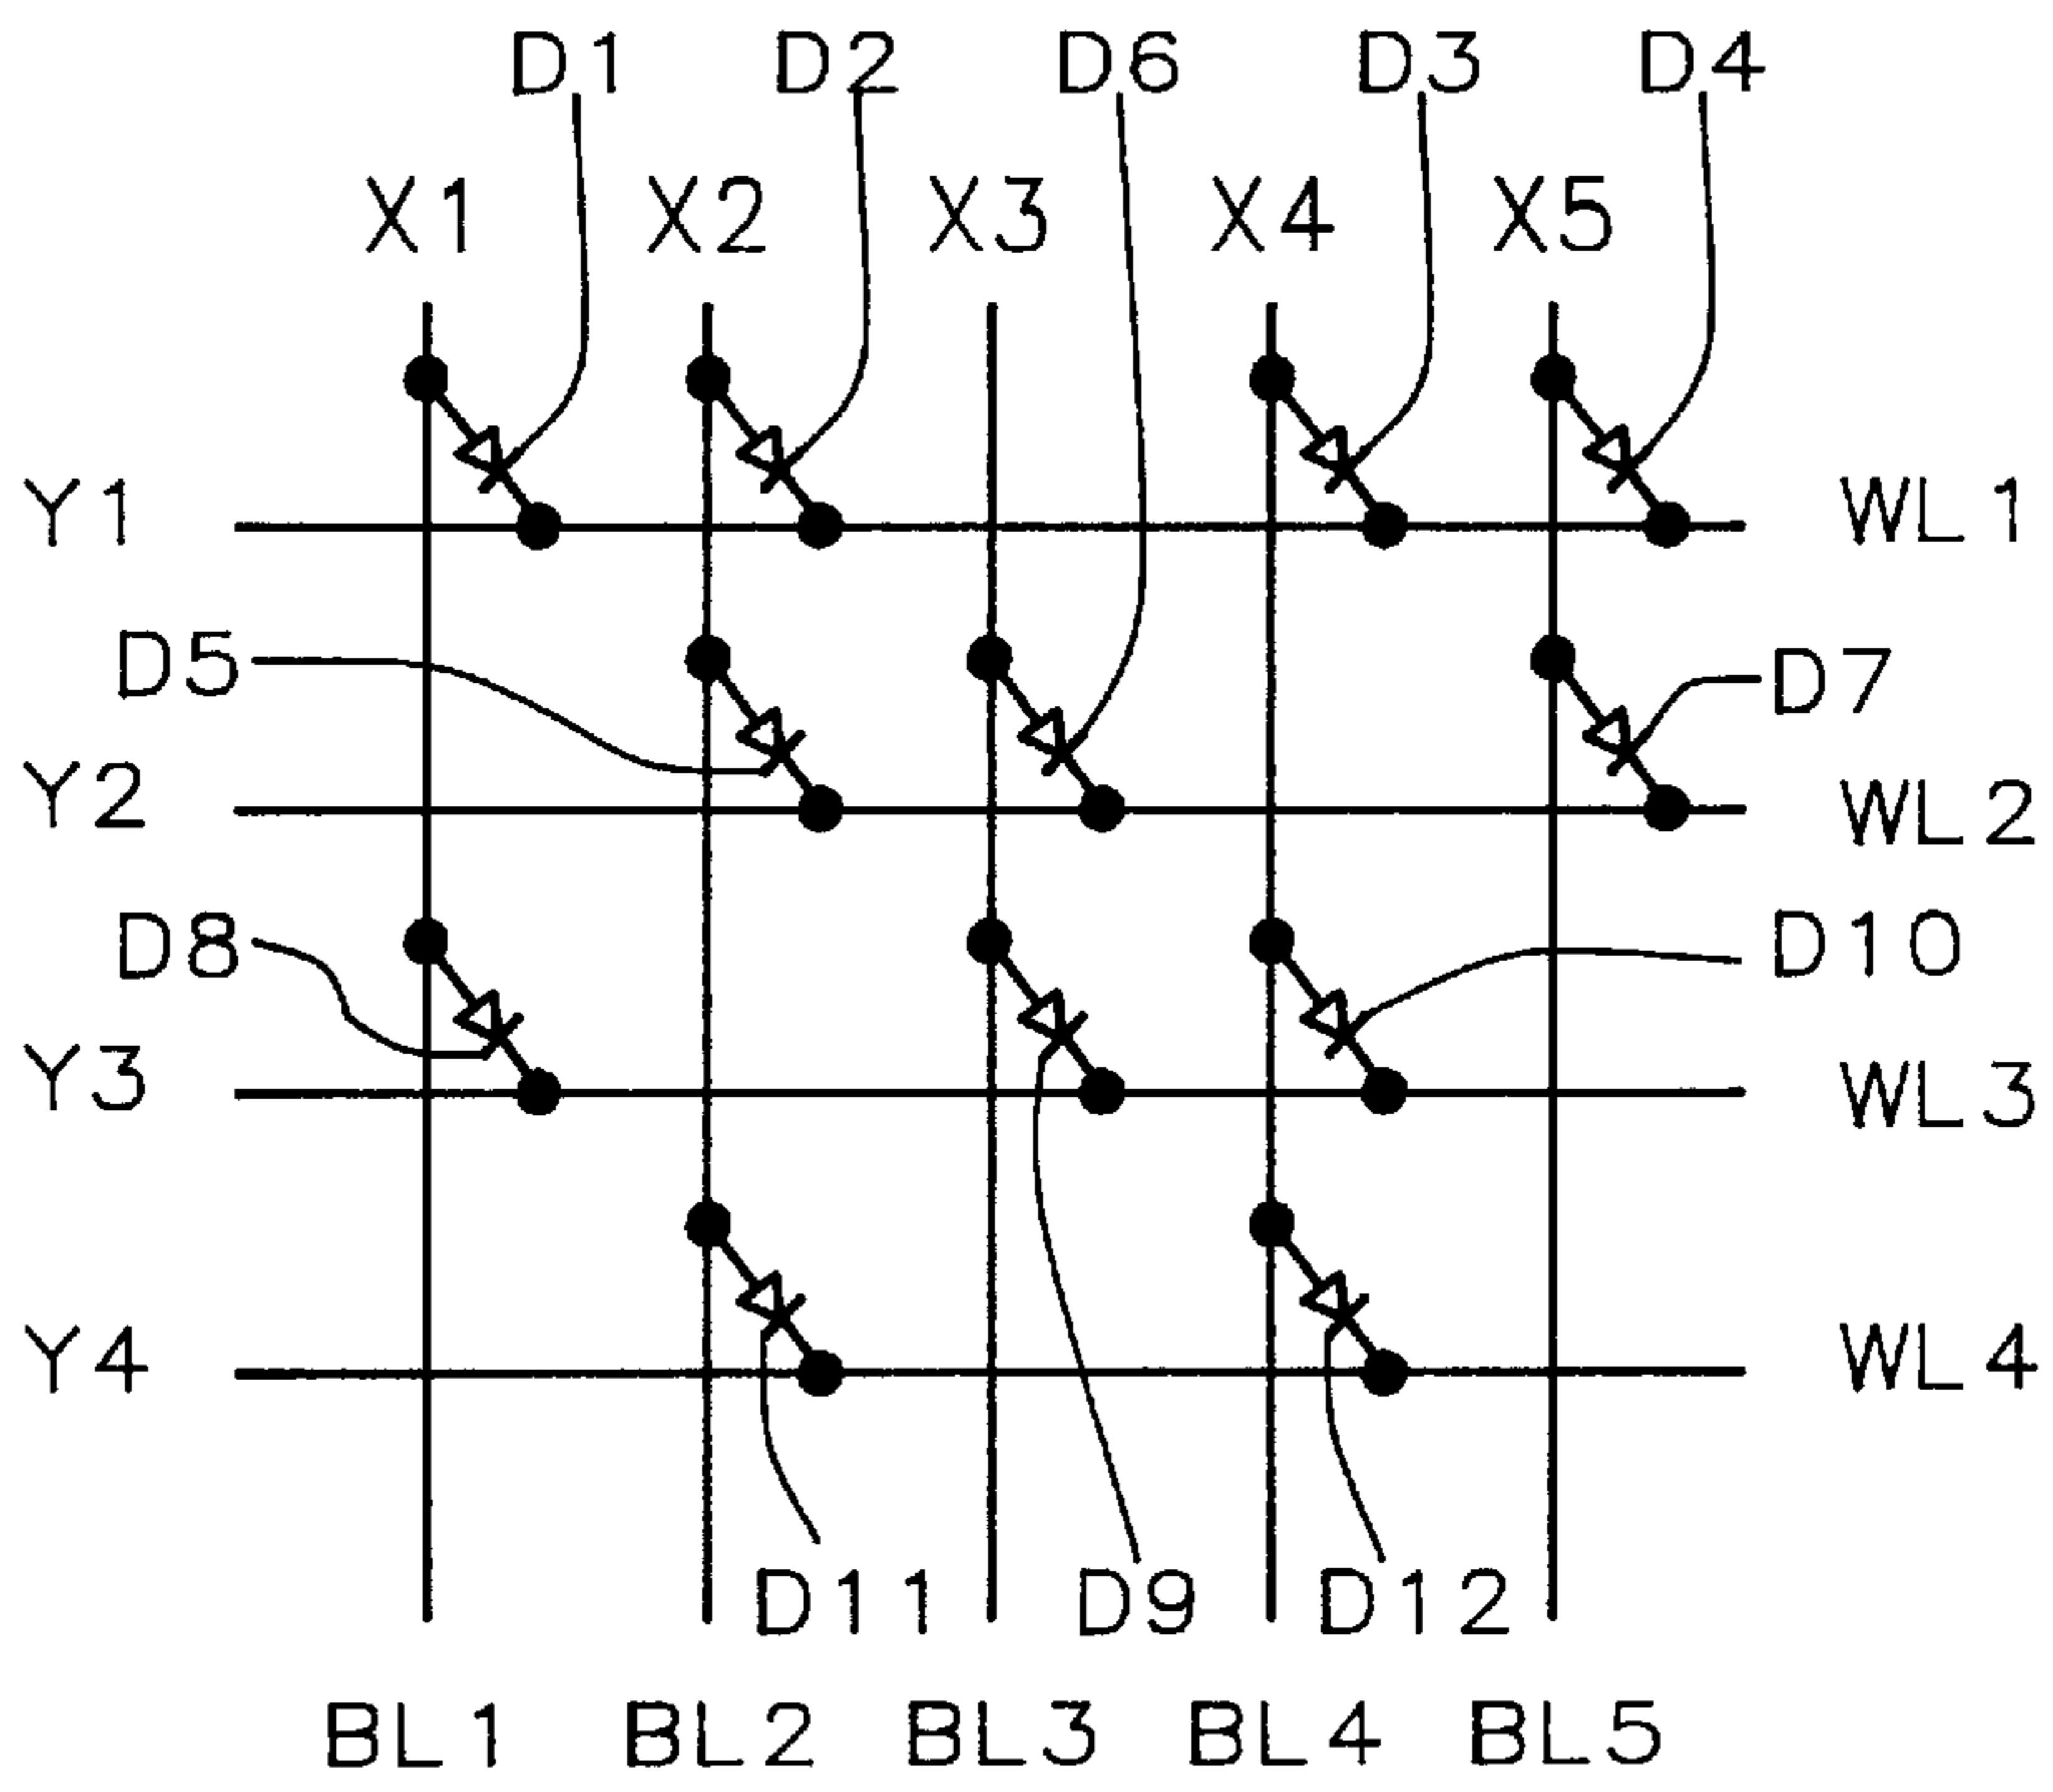 D1 D2 D6 D3 D4
X1 X2 X3 X4 X5
Y1 WL1
D5 D7
Y2 WL2
D8 D10
Y3 WL3
Y4 WL4
D11 D9 D12
BL1 BL2 BL3 BL4 BL5